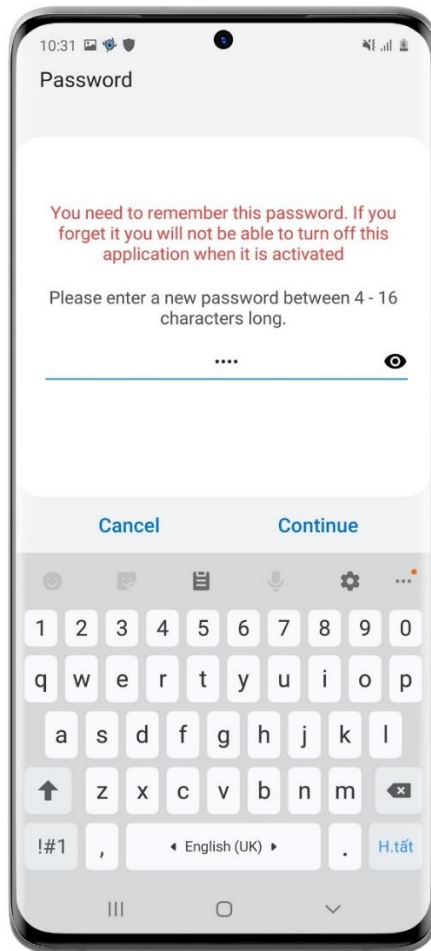 10:31
Password
You need to remember this password. If you
forget it you will not be able to turn off this
application when it is activated
Please enter a new password between 4 - 16
characters long.
••••
Cancel Continue
1 2 3 4 5 6 7 8 9 0
q w e r t y u i o p
a s d f g h j k l
z x c v b n m
!#1 , English (UK) . H.tất